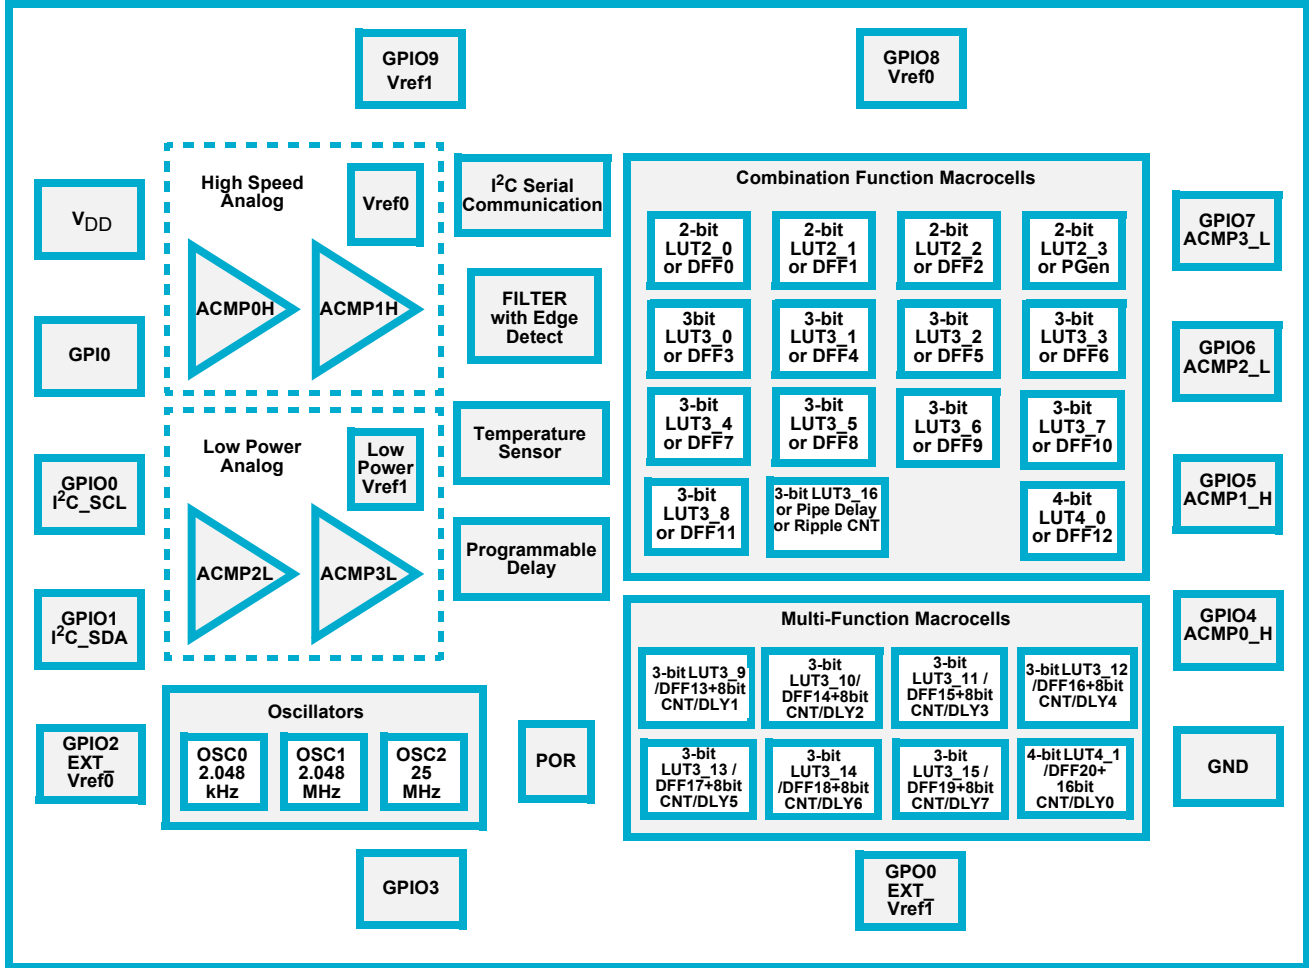 GPIO9
Vref1
GPIO8
Vref0
VDD
GPI0
GPIO0
I2C_SCL
GPIO1
I2C_SDA
GPIO2
EXT_
Vref0
High Speed
Analog
Vref0
ACMP0H
ACMP1H
Low Power
Analog
Low
Power
Vref1
ACMP2L
ACMP3L
Oscillators
OSC0
2.048
kHz
OSC1
2.048
MHz
OSC2
25
MHz
I2C Serial
Communication
FILTER
with Edge
Detect
Temperature
Sensor
Programmable
Delay
POR
Combination Function Macrocells
2-bit
LUT2_0
or DFF0
2-bit
LUT2_1
or DFF1
2-bit
LUT2_2
or DFF2
2-bit
LUT2_3
or PGen
3bit
LUT3_0
or DFF3
3-bit
LUT3_1
or DFF4
3-bit
LUT3_2
or DFF5
3-bit
LUT3_3
or DFF6
3-bit
LUT3_4
or DFF7
3-bit
LUT3_5
or DFF8
3-bit
LUT3_6
or DFF9
3-bit
LUT3_7
or DFF10
3-bit
LUT3_8
or DFF11
3-bit LUT3_16
or Pipe Delay
or Ripple CNT
4-bit
LUT4_0
or DFF12
Multi-Function Macrocells
3-bit LUT3_9
/DFF13+8bit
CNT/DLY1
3-bit
LUT3_10/
DFF14+8bit
CNT/DLY2
3-bit
LUT3_11 /
DFF15+8bit
CNT/DLY3
3-bit LUT3_12
/DFF16+8bit
CNT/DLY4
3-bit
LUT3_13 /
DFF17+8bit
CNT/DLY5
3-bit
LUT3_14
/DFF18+8bit
CNT/DLY6
3-bit
LUT3_15 /
DFF19+8bit
CNT/DLY7
4-bit LUT4_1
/DFF20+
16bit
CNT/DLY0
GPIO7
ACMP3_L
GPIO6
ACMP2_L
GPIO5
ACMP1_H
GPIO4
ACMP0_H
GND
GPIO3
GPO0
EXT_
Vref1